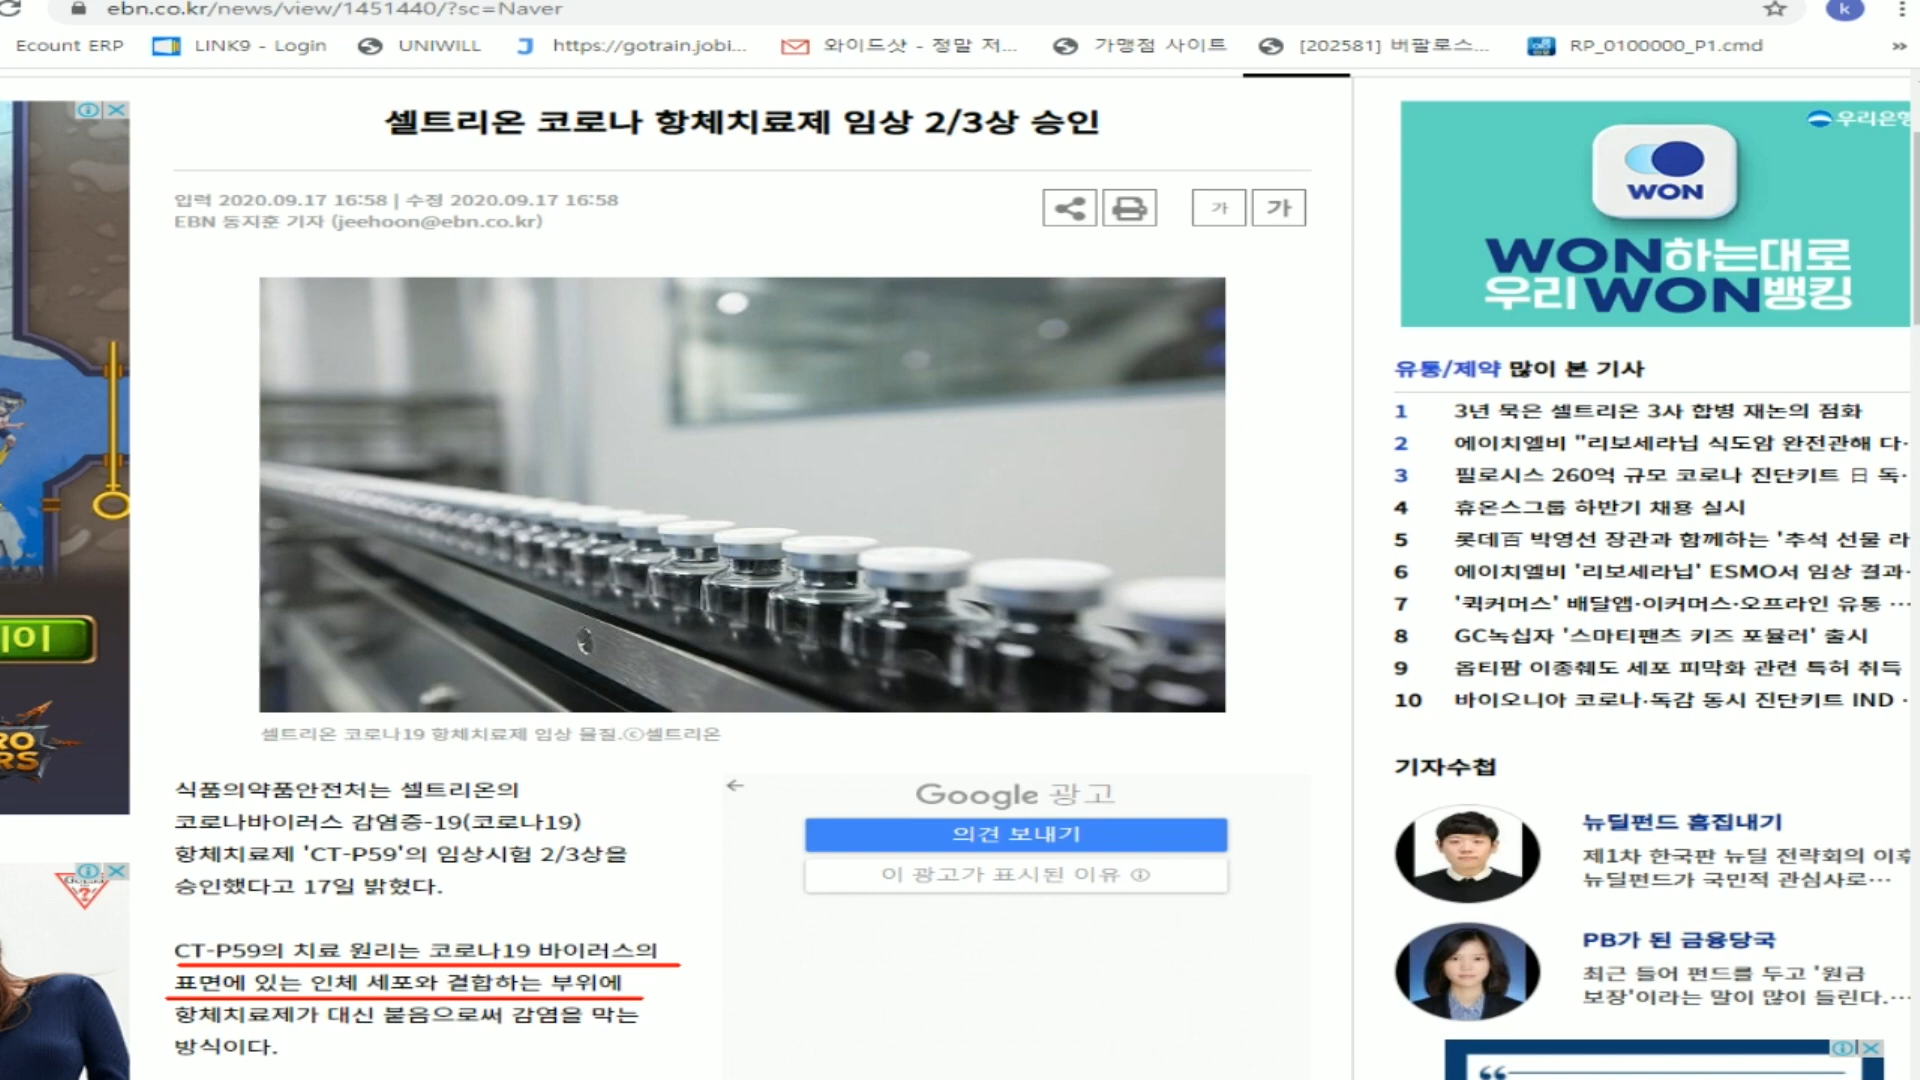 ebn.co.kr/news/view/1451440/?sc=Naver
k
Ecount ERP
LINK9 - Login
UNIWILL
https://gotrain.jobi...
와이드샷 - 정말 저...
가맹점 사이트
[202581] 버팔로스...
RP_0100000_P1.cmd
»
셀트리온 코로나 항체치료제 임상 2/3상 승인
입력 2020.09.17 16:58 | 수정 2020.09.17 16:58
EBN 동지훈 기자 (jeehoon@ebn.co.kr)
가 가
셀트리온 코로나19 항체치료제 임상 물질.ⓒ셀트리온
식품의약품안전처는 셀트리온의
코로나바이러스 감염증-19(코로나19)
항체치료제 'CT-P59'의 임상시험 2/3상을
승인했다고 17일 밝혔다.
CT-P59의 치료 원리는 코로나19 바이러스의
표면에 있는 인체 세포와 결합하는 부위에
항체치료제가 대신 붙음으로써 감염을 막는
방식이다.
Google 광고
의견 보내기
이 광고가 표시된 이유
우리은행
WON
WON하는대로
우리WON뱅킹
유통/제약 많이 본 기사
1 3년 묵은 셀트리온 3사 합병 재논의 점화
2 에이치엘비 "리보세라닙 식도암 완전관해 다·
3 필로시스 260억 규모 코로나 진단키트 日 독·
4 휴온스그룹 하반기 채용 실시
5 롯데百 박영선 장관과 함께하는 '추석 선물 라
6 에이치엘비 '리보세라닙' ESMO서 임상 결과·
7 '퀵커머스' 배달앱·이커머스·오프라인 유통 ···
8 GC녹십자 '스마티팬츠 키즈 포뮬러' 출시
9 옵티팜 이종췌도 세포 피막화 관련 특허 취득
10 바이오니아 코로나·독감 동시 진단키트 IND ·
기자수첩
뉴딜펀드 흠집내기
제1차 한국판 뉴딜 전략회의 이후
뉴딜펀드가 국민적 관심사로···
PB가 된 금융당국
최근 들어 펀드를 두고 '원금
보장'이라는 말이 많이 들린다.···